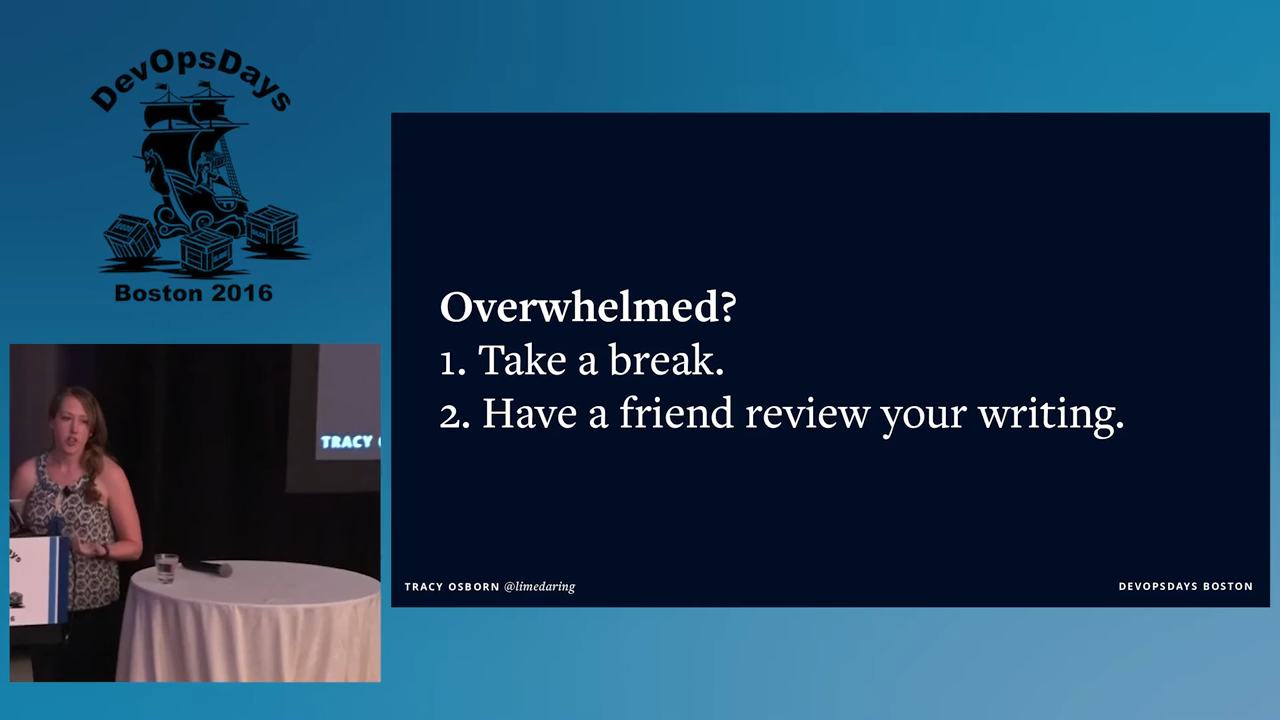 DevOpsDays
Boston 2016
TRACY
Overwhelmed?
1. Take a break.
2. Have a friend review your writing.
TRACY OSBORN @limedaring
DEVOPSDAYS BOSTON